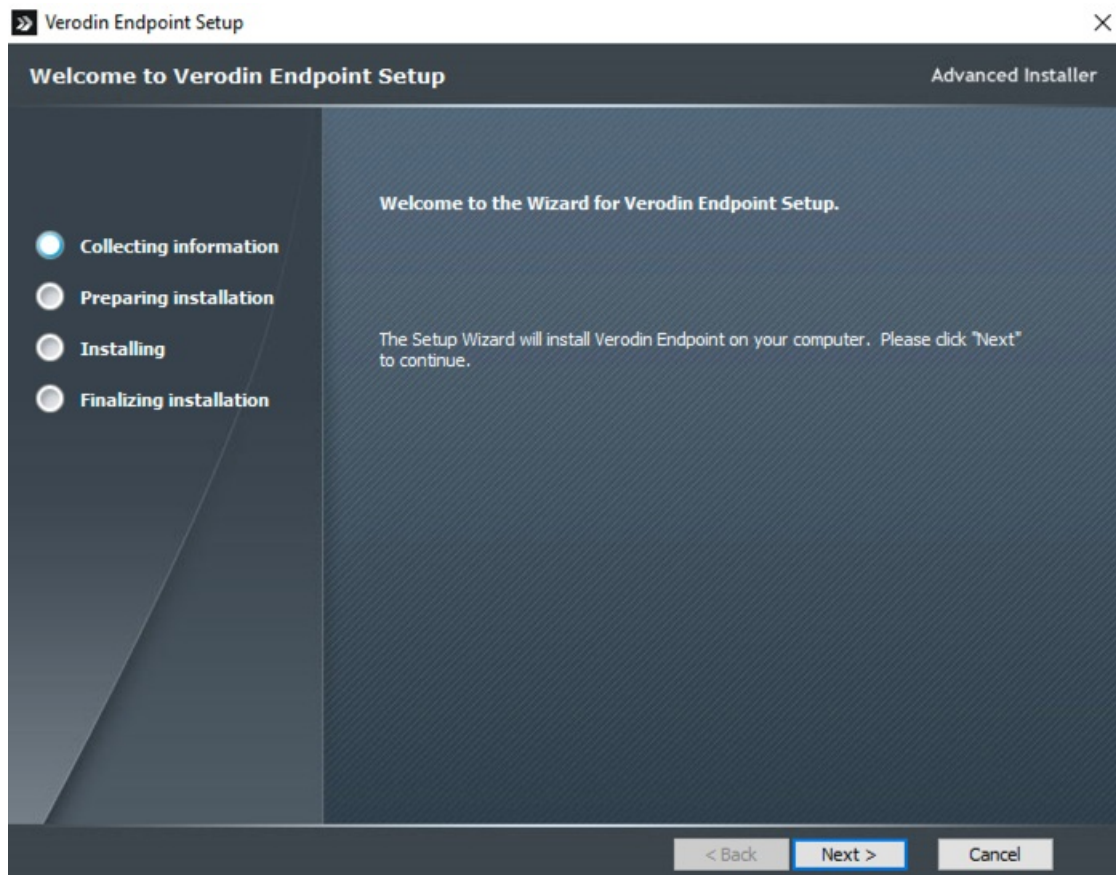 Verodin Endpoint Setup
Welcome to Verodin Endpoint Setup
Advanced Installer
Collecting information
Preparing installation
Installing
Finalizing installation
Welcome to the Wizard for Verodin Endpoint Setup.
The Setup Wizard will install Verodin Endpoint on your computer. Please click "Next"
to continue.
< Back
Next >
Cancel